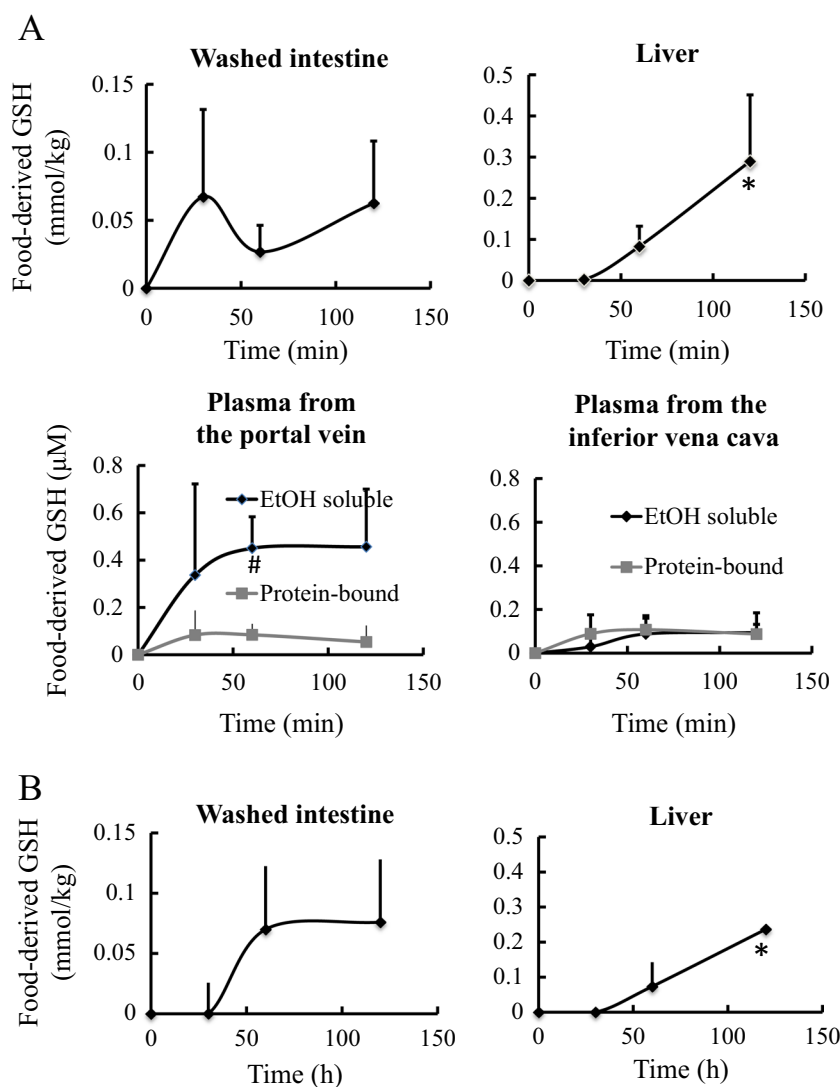 A
Washed intestine
Food-derived GSH
(mmol/kg)
0.15
0.1
0.05
0
0 50 100 150
Time (min)
Liver
0.5
0.4
0.3
0.2
0.1
0
*
0 50 100 150
Time (min)
Plasma from
the portal vein
Food-derived GSH (μM)
0.8
0.6
0.4
0.2
0
EtOH soluble
#
Protein-bound
0 50 100 150
Time (min)
Plasma from the
inferior vena cava
0.8
0.6
0.4
0.2
0
EtOH soluble
Protein-bound
0 50 100 150
Time (min)
B
Washed intestine
Food-derived GSH
(mmol/kg)
0.15
0.1
0.05
0
0 50 100 150
Time (h)
Liver
0.5
0.4
0.3
0.2
0.1
0
*
0 50 100 150
Time (h)